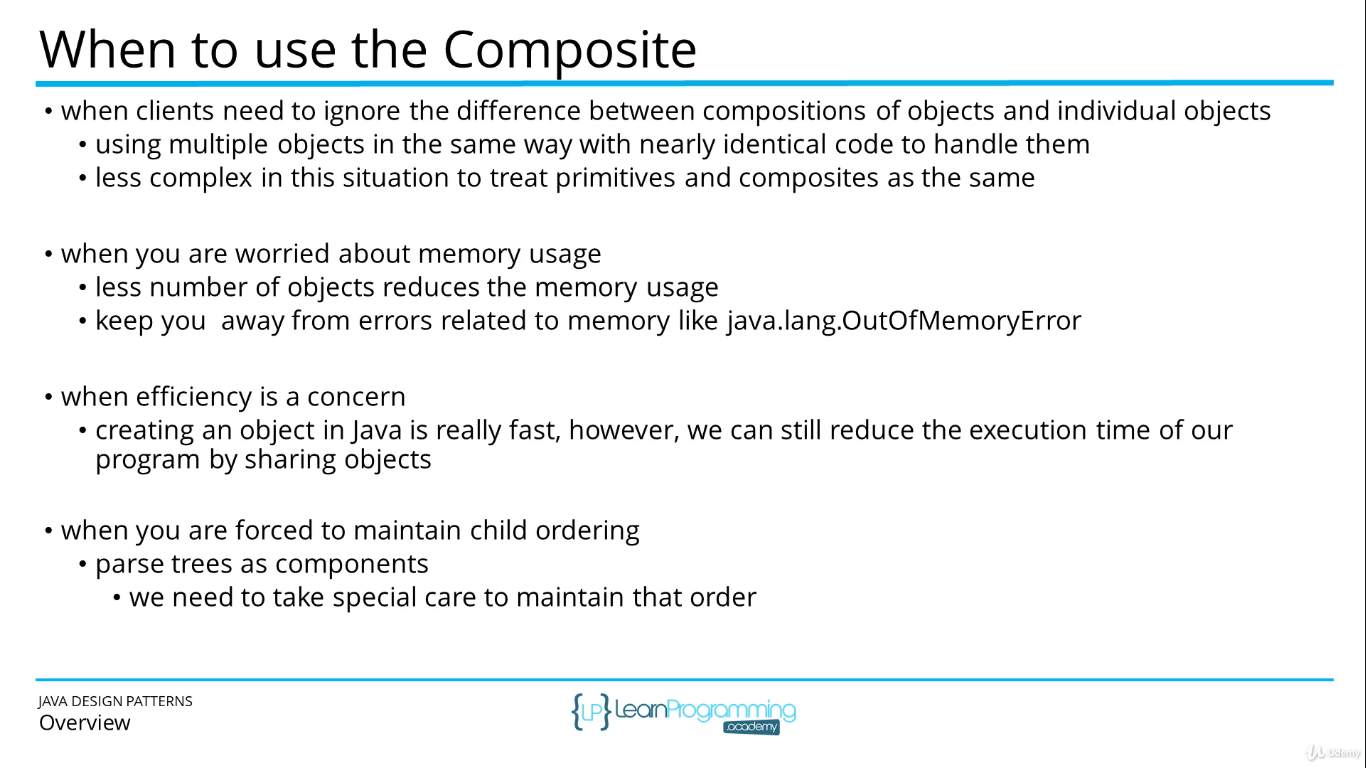 When to use the Composite
• when clients need to ignore the difference between compositions of objects and individual objects
• using multiple objects in the same way with nearly identical code to handle them
• less complex in this situation to treat primitives and composites as the same
• when you are worried about memory usage
• less number of objects reduces the memory usage
• keep you  away from errors related to memory like java.lang.OutOfMemoryError
• when efficiency is a concern
• creating an object in Java is really fast, however, we can still reduce the execution time of our
program by sharing objects
• when you are forced to maintain child ordering
• parse trees as components
• we need to take special care to maintain that order
JAVA DESIGN PATTERNS
Overview
{LP} LearnProgramming
.academy
Udemy